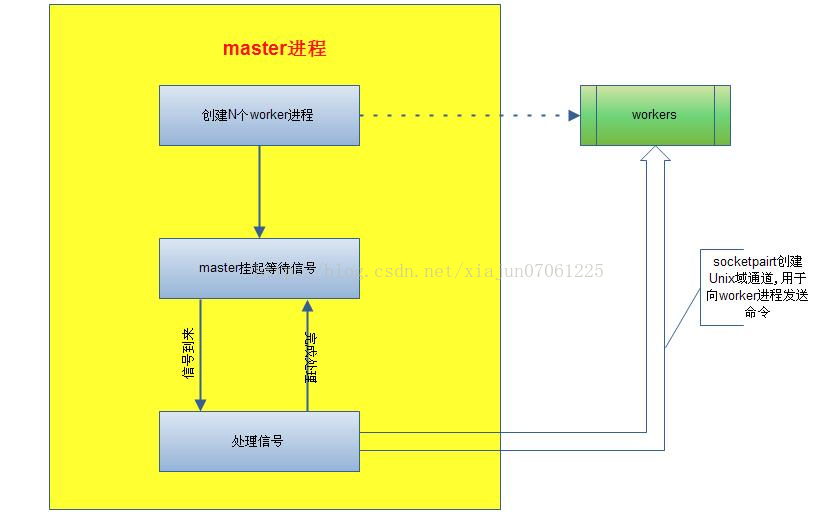 master进程
创建N个worker进程
workers
master挂起等待信号
blog.csdn.net/xiajun07061225
socketpairt创建
Unix域通道,用于
向worker进程发送
命令
信号到来
完成处理
处理信号